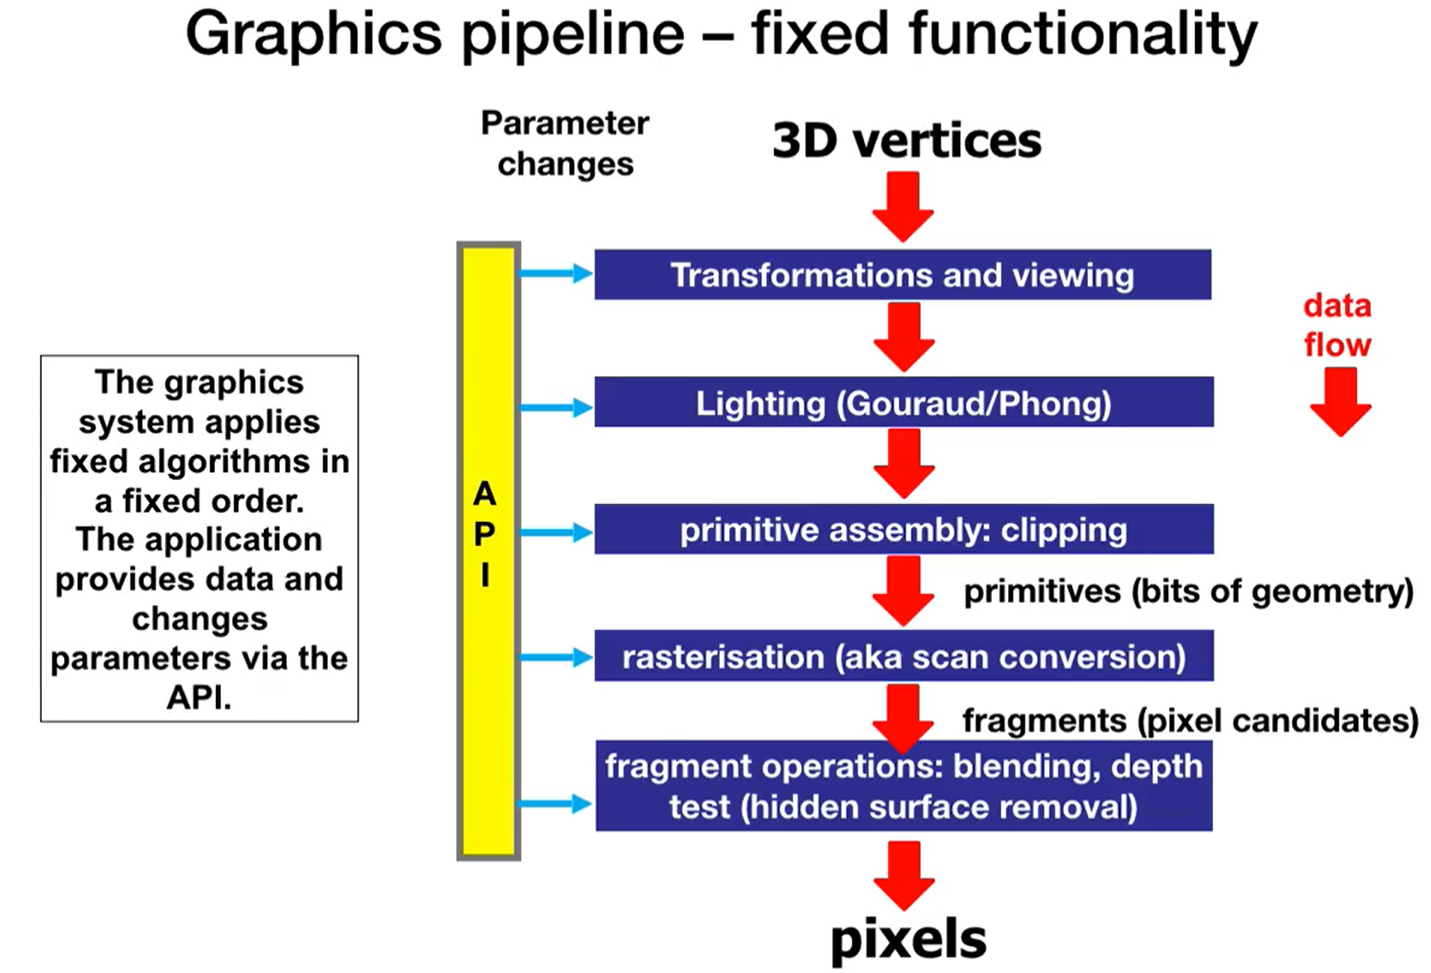 Graphics pipeline – fixed functionality
Parameter
changes
3D vertices
Transformations and viewing
data
flow
The graphics
system applies
fixed algorithms in
a fixed order.
The application
provides data and
changes
parameters via the
API.
Lighting (Gouraud/Phong)
A
P
I
primitive assembly: clipping
primitives (bits of geometry)
rasterisation (aka scan conversion)
fragments (pixel candidates)
fragment operations: blending, depth
test (hidden surface removal)
pixels